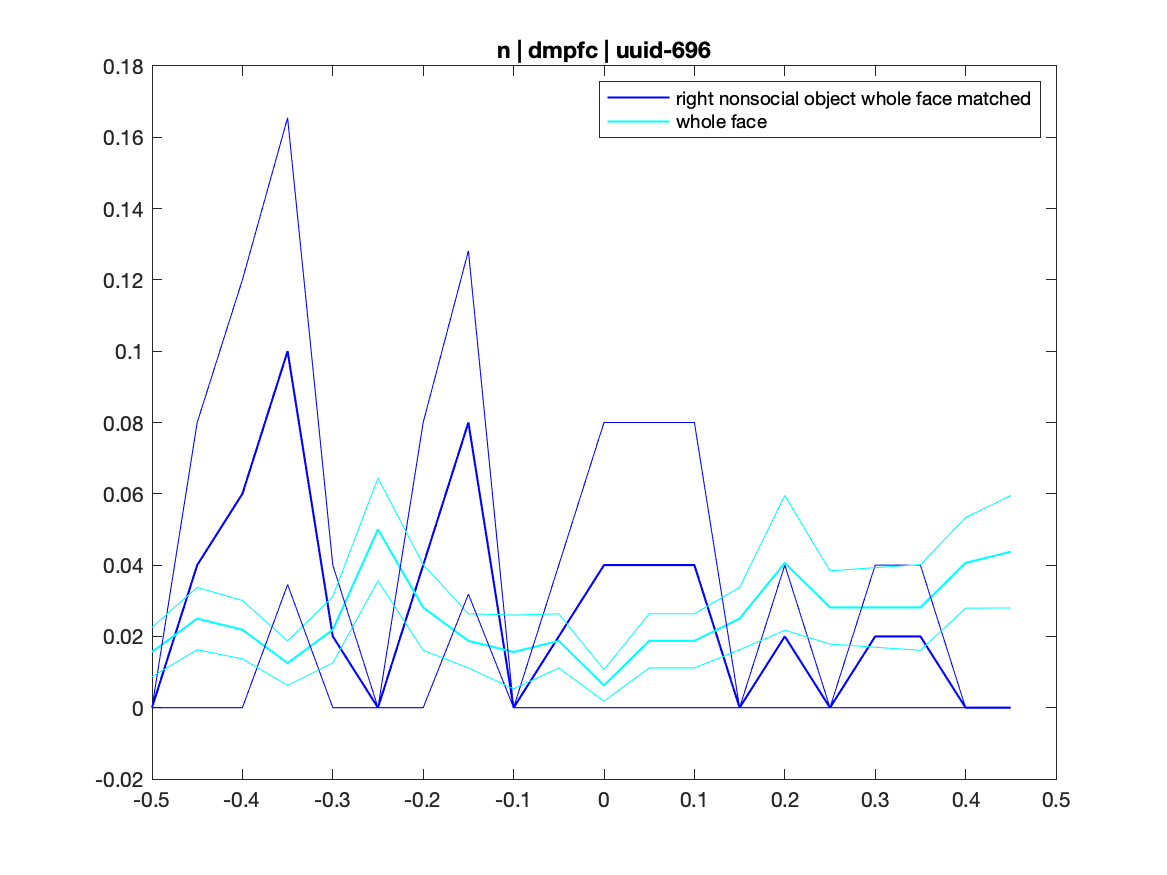 n | dmpfc | uuid-696
right nonsocial object whole face matched
whole face
0.18
0.16
0.14
0.12
0.1
0.08
0.06
0.04
0.02
0
-0.02
-0.5 -0.4 -0.3 -0.2 -0.1 0 0.1 0.2 0.3 0.4 0.5